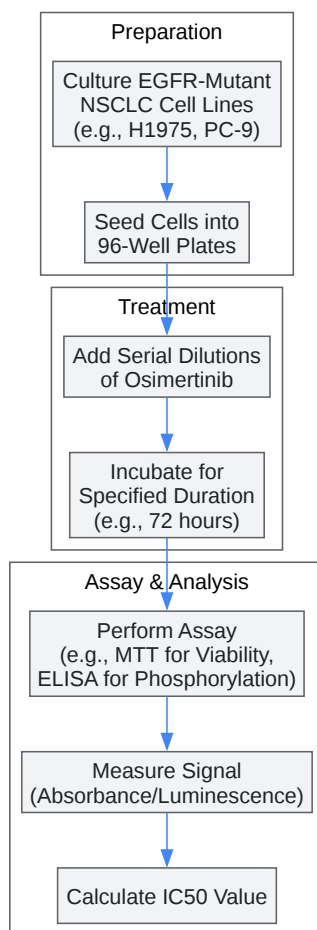 Preparation
Culture EGFR-Mutant
NSCLC Cell Lines
(e.g., H1975, PC-9)
Seed Cells into
96-Well Plates
Treatment
Add Serial Dilutions
of Osimertinib
Incubate for
Specified Duration
(e.g., 72 hours)
Assay & Analysis
Perform Assay
(e.g., MTT for Viability,
ELISA for Phosphorylation)
Measure Signal
(Absorbance/Luminescence)
Calculate IC50 Value